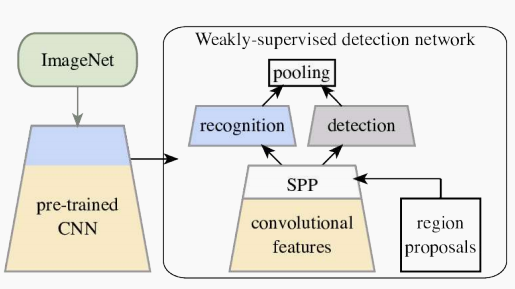 Weakly-supervised detection network
ImageNet
pooling
recognition
detection
SPP
pre-trained
CNN
convolutional
features
region
proposals